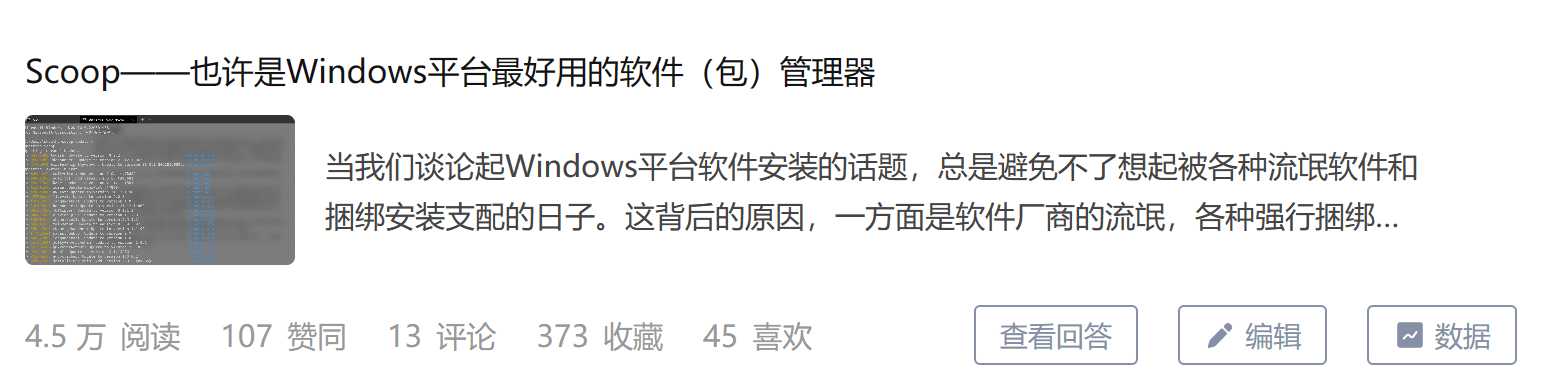 Scoop——也许是Windows平台最好用的软件（包）管理器
当我们谈论起Windows平台软件安装的话题，总是避免不了想起被各种流氓软件和
捆绑安装支配的日子。这背后的原因，一方面是软件厂商的流氓，各种强行捆绑...
4.5 万 阅读 107 赞同 13 评论 373 收藏 45 喜欢 查看回答 编辑 数据